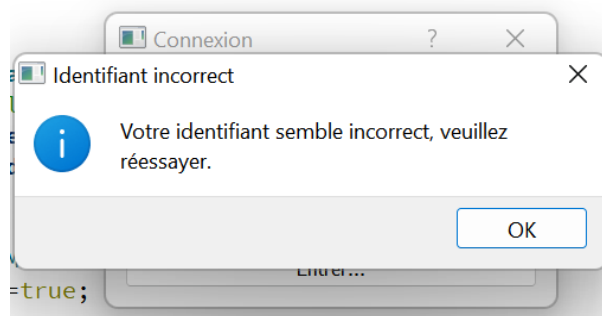 Connexion
Identifiant incorrect
Votre identifiant semble incorrect, veuillez
réessayer.
OK
Entrer...
=true;